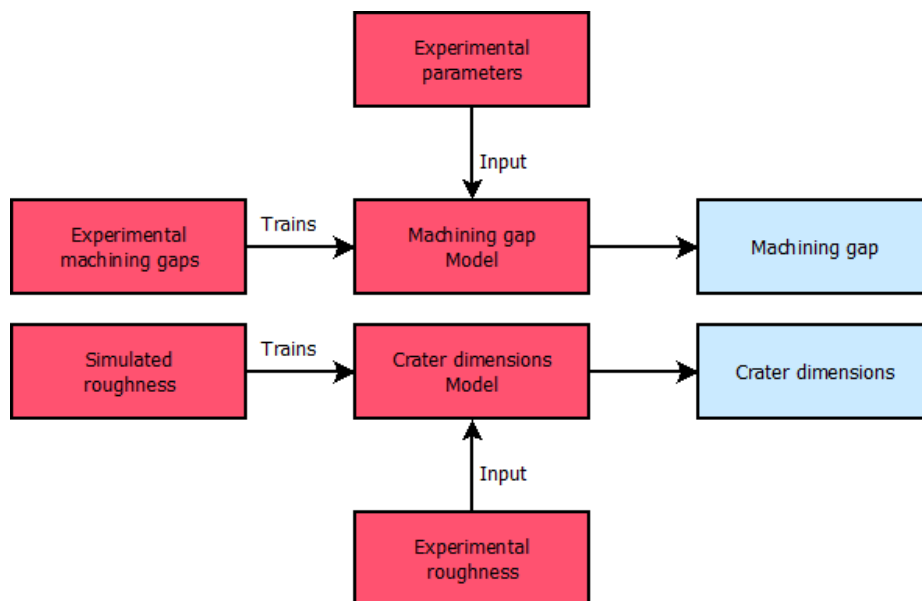 Experimental
parameters
Input
Experimental
machining gaps
Trains
Machining gap
Model
Machining gap
Simulated
roughness
Trains
Crater dimensions
Model
Crater dimensions
Input
Experimental
roughness